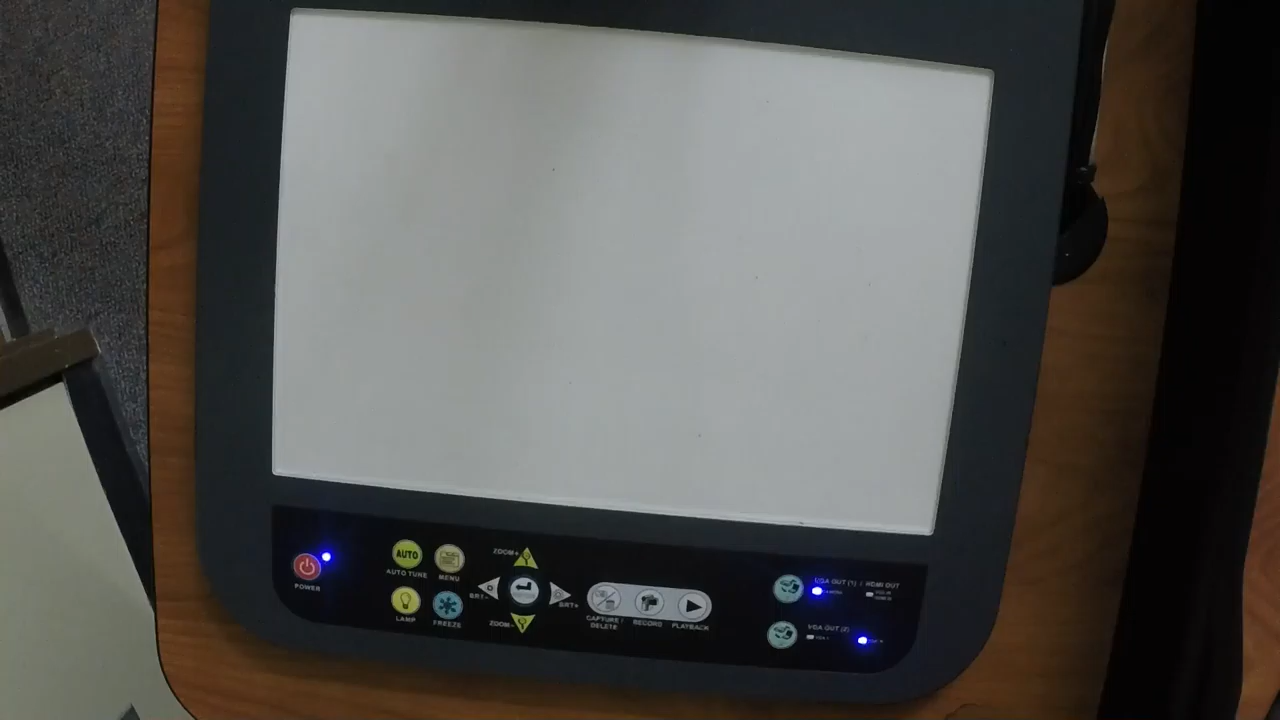 POWER
AUTO
AUTO TUNE
MENU
LAMP
FREEZE
ZOOM+
BRT-
BRT+
ZOOM-
CAPTURE /
DELETE
RECORD
PLAYBACK
VGA OUT (1) / HDMI OUT
VGA OUT (2)